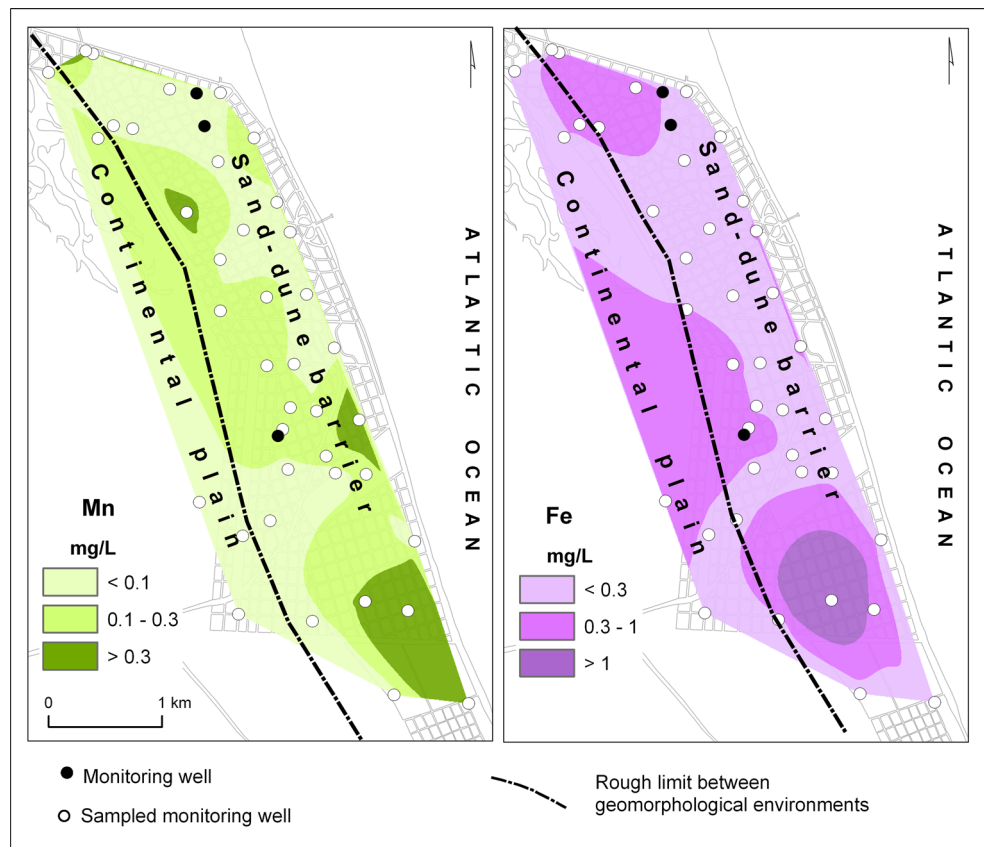 Continental plain
Sand-dune barrier
ATLANTIC OCEAN
Mn
mg/L
< 0.1
0.1 - 0.3
> 0.3
0 1 km
Continental plain
Sand-dune barrier
ATLANTIC OCEAN
Fe
mg/L
< 0.3
0.3 - 1
> 1
Monitoring well
Sampled monitoring well
Rough limit between
geomorphological environments